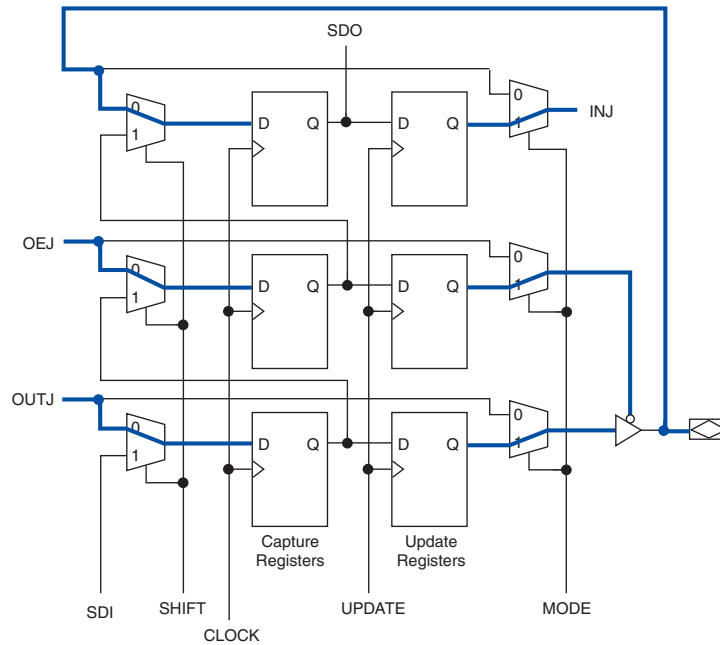 SDO
0
1
D Q
D Q
0
1
INJ
OEJ
0
1
D Q
D Q
0
1
OUTJ
0
1
D Q
D Q
0
1
Capture
Registers
Update
Registers
SDI
SHIFT
CLOCK
UPDATE
MODE